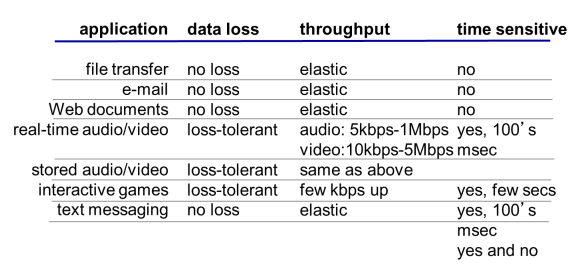 application data loss throughput time sensitive
file transfer no loss elastic no
e-mail no loss elastic no
Web documents no loss elastic no
real-time audio/video loss-tolerant audio: 5kbps-1Mbps yes, 100’s
video:10kbps-5Mbps msec
stored audio/video loss-tolerant same as above
interactive games loss-tolerant few kbps up yes, few secs
text messaging no loss elastic yes, 100’s
msec
yes and no